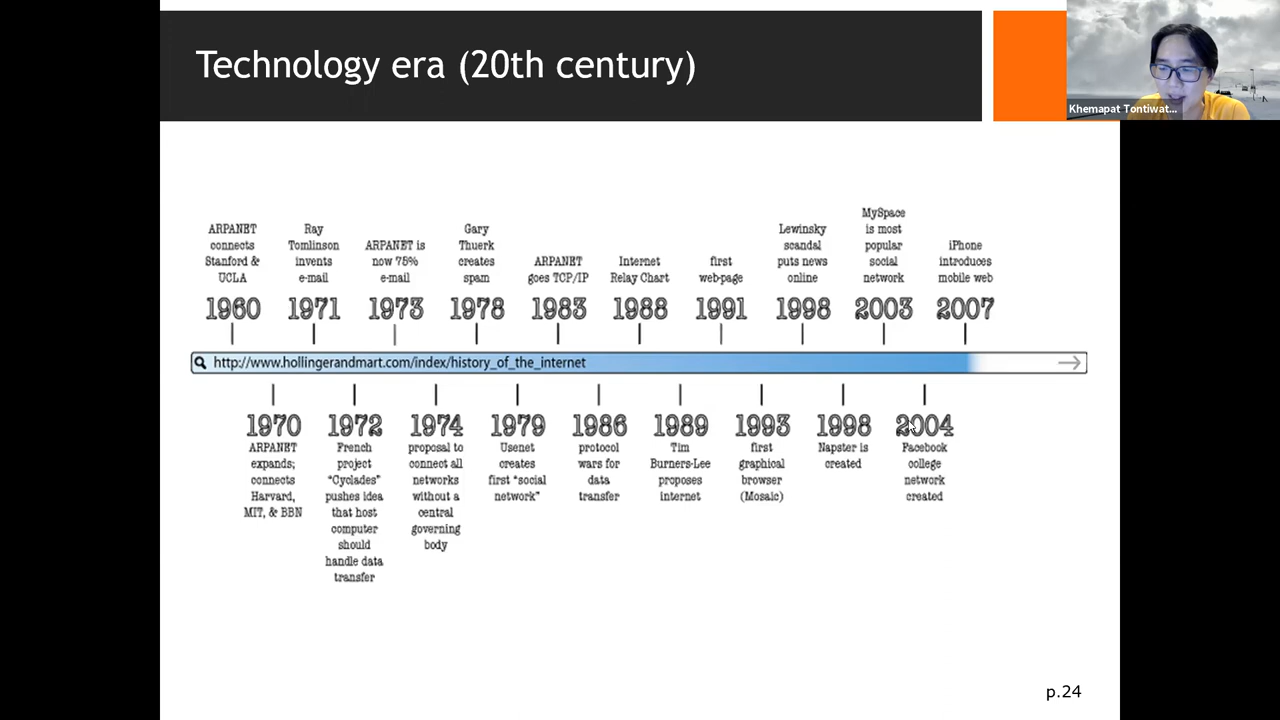 Technology era (20th century)
Khemapat Tontiwat...
ARPANET
connects
Stanford &
UCLA
1960
Ray
Tomlinson
invents
e-mail
1971
ARPANET is
now 75%
e-mail
1973
Gary
Thuerk
creates
spam
1978
ARPANET
goes TCP/IP
1983
Internet
Relay Chart
1988
first
web-page
1991
Lewinsky
scandal
puts news
online
1998
MySpace
is most
popular
social
network
2003
iPhone
introduces
mobile web
2007
http://www.hollingerandmart.com/index/history_of_the_internet
1970
ARPANET
expands;
connects
Harvard,
MIT, & BBN
1972
French
project
"Cyclades"
pushes idea
that host
computer
should
handle data
transfer
1974
proposal to
connect all
networks
without a
central
governing
body
1979
Usenet
creates
first "social
network"
1986
protocol
wars for
data
transfer
1989
Tim
Burners-Lee
proposes
internet
1993
first
graphical
browser
(Mosaic)
1998
Napster is
created
2004
Facebook
college
network
created
p.24